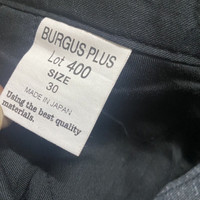 BURGUS PLUS
Lot 400
SIZE
30
MADE IN JAPAN
Using the best quality
materials.